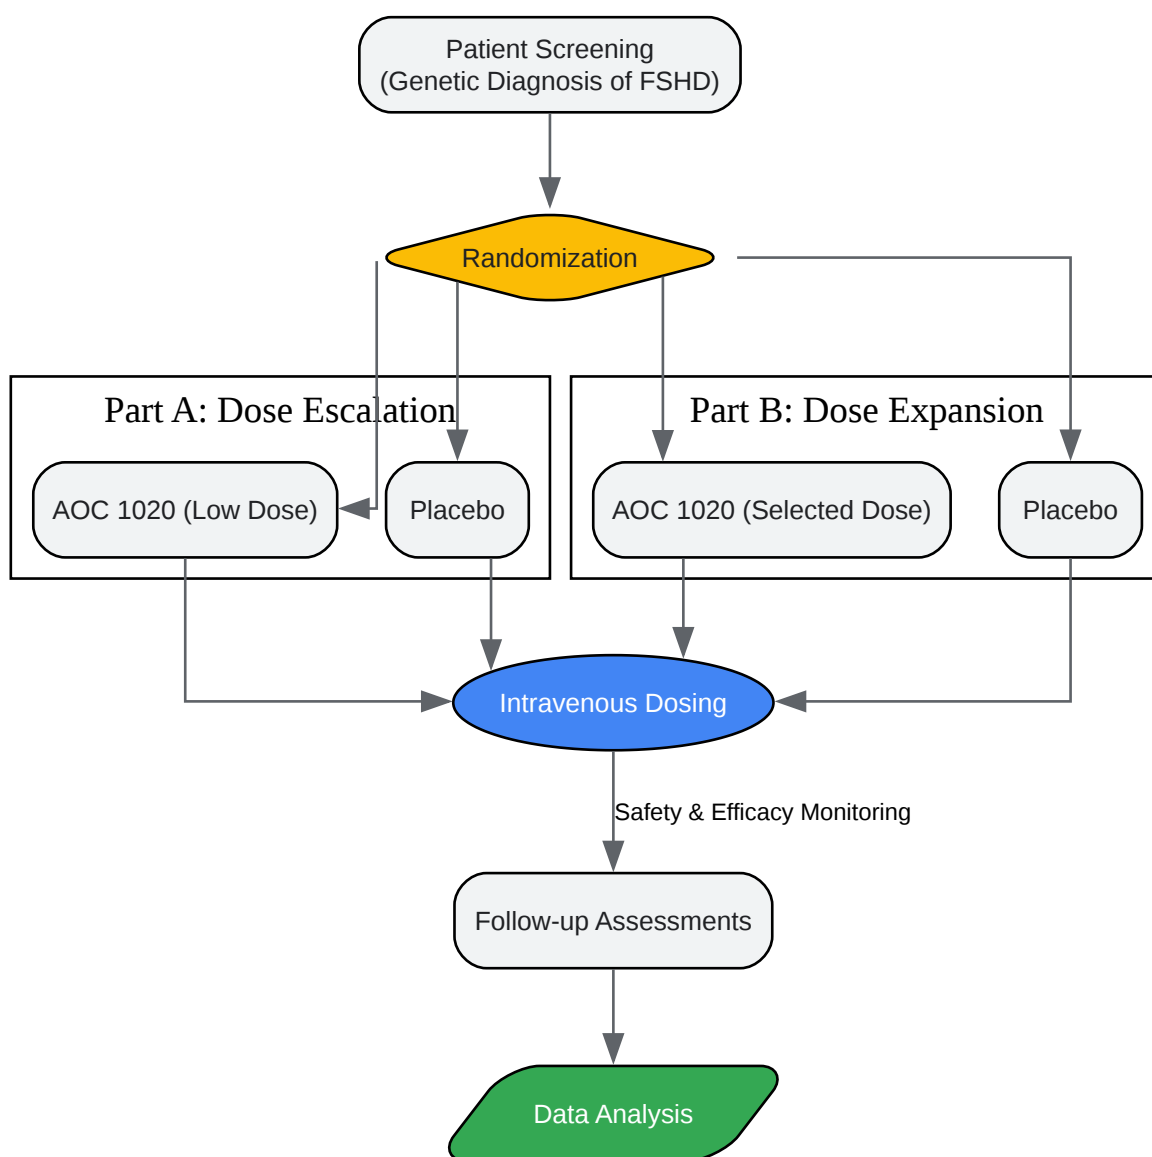 Patient Screening
(Genetic Diagnosis of FSHD)
Randomization
Part A: Dose Escalation
Part B: Dose Expansion
AOC 1020 (Low Dose)
Placebo
AOC 1020 (Selected Dose)
Placebo
Intravenous Dosing
Safety & Efficacy Monitoring
Follow-up Assessments
Data Analysis